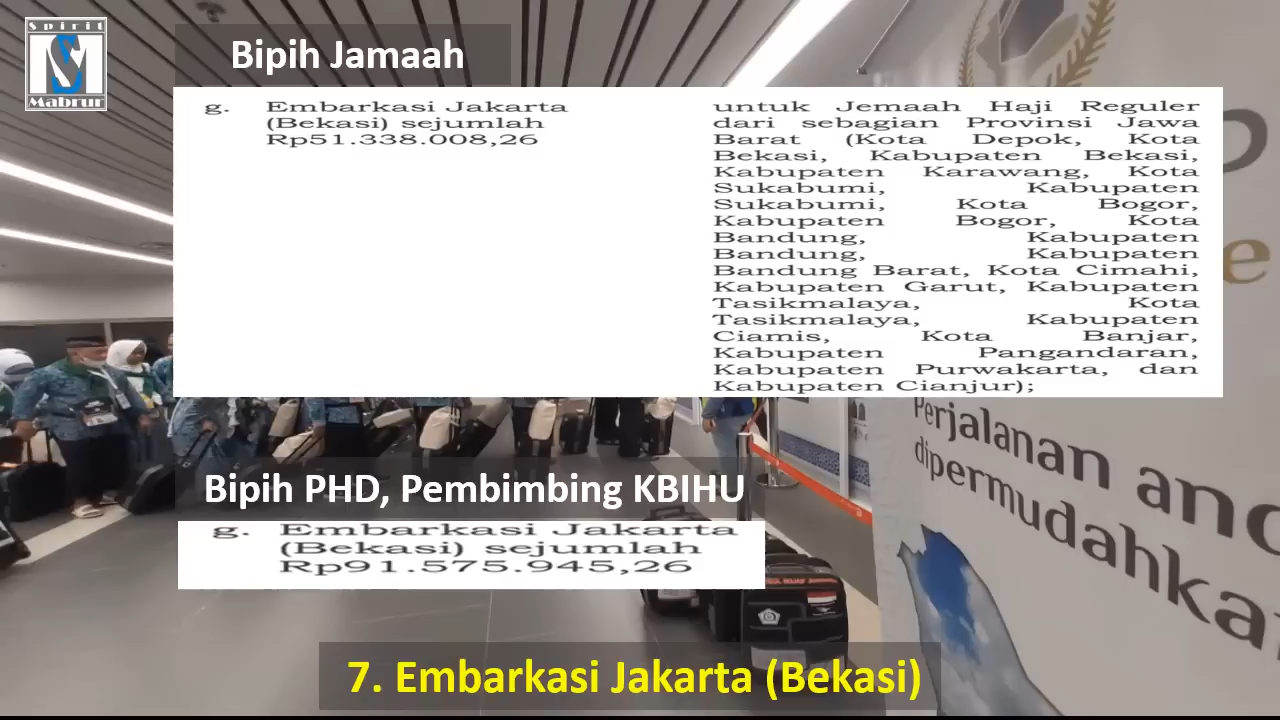 Spirit
SM
Mabrur
Bipih Jamaah
g. Embarkasi Jakarta
(Bekasi) sejumlah
Rp51.338.008,26
untuk Jemaah Haji Reguler
dari sebagian Provinsi Jawa
Barat (Kota Depok, Kota
Bekasi, Kabupaten Bekasi,
Kabupaten Karawang, Kota
Sukabumi, Kabupaten
Sukabumi, Kota Bogor,
Kabupaten Bogor, Kota
Bandung, Kabupaten
Bandung, Kabupaten
Bandung Barat, Kota Cimahi,
Kabupaten Garut, Kabupaten
Tasikmalaya, Kota
Tasikmalaya, Kabupaten
Ciamis, Kota Banjar,
Kabupaten Pangandaran,
Kabupaten Purwakarta, dan
Kabupaten Cianjur);
Perjalanan
dipermudahka
Bipih PHD, Pembimbing KBIHU
g. Embarkasi Jakarta
(Bekasi) sejumlah
Rp91.575.945,26
7. Embarkasi Jakarta (Bekasi)